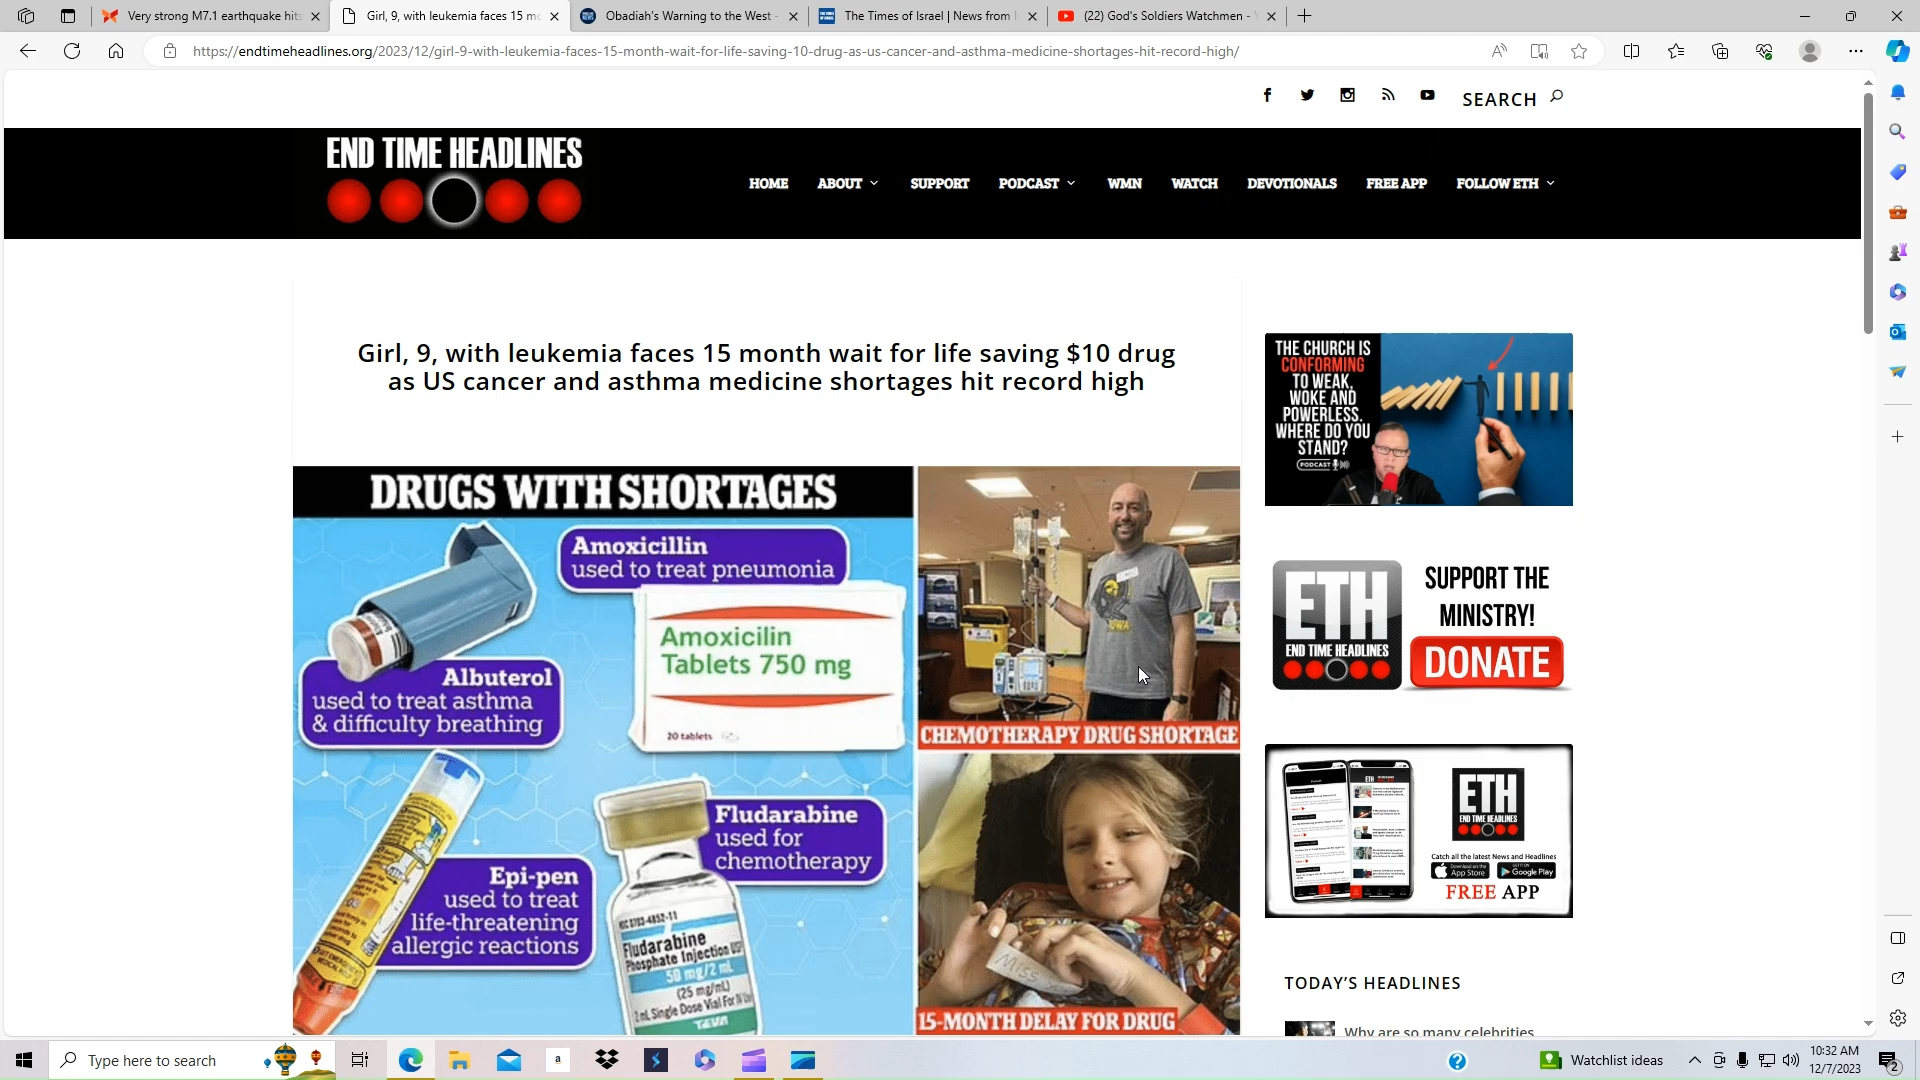 Very strong M7.1 earthquake hits
Girl, 9, with leukemia faces 15 mo
Obadiah's Warning to the West -
The Times of Israel | News from
(22) God's Soldiers Watchmen -
https://endtimeheadlines.org/2023/12/girl-9-with-leukemia-faces-15-month-wait-for-life-saving-10-drug-as-us-cancer-and-asthma-medicine-shortages-hit-record-high/
SEARCH
END TIME HEADLINES
HOME ABOUT SUPPORT PODCAST WMN WATCH DEVOTIONALS FREE APP FOLLOW ETH
Girl, 9, with leukemia faces 15 month wait for life saving $10 drug
as US cancer and asthma medicine shortages hit record high
DRUGS WITH SHORTAGES
Amoxicillin
used to treat pneumonia
Amoxicilin
Tablets 750 mg
20 tablets
Albuterol
used to treat asthma
& difficulty breathing
Epi-pen
used to treat
life-threatening
allergic reactions
Fludarabine
used for
chemotherapy
Fludarabine
Phosphate Injection USP
50 mg/2 mL
(25 mg/mL)
2 mL Single Dose Vial For IV Use
TEVA
IOWA
CHEMOTHERAPY DRUG SHORTAGE
MISS
15-MONTH DELAY FOR DRUG
THE CHURCH IS
CONFORMING
TO WEAK,
WOKE AND
POWERLESS.
WHERE DO YOU
STAND?
PODCAST
ETH
END TIME HEADLINES
SUPPORT THE
MINISTRY!
DONATE
ETH
END TIME HEADLINES
Catch all the latest News and Headlines
Download on the
App Store
GET IT ON
Google Play
FREE APP
TODAY'S HEADLINES
Why are so many celebrities
Type here to search
a
Watchlist ideas
10:32 AM
12/7/2023
2